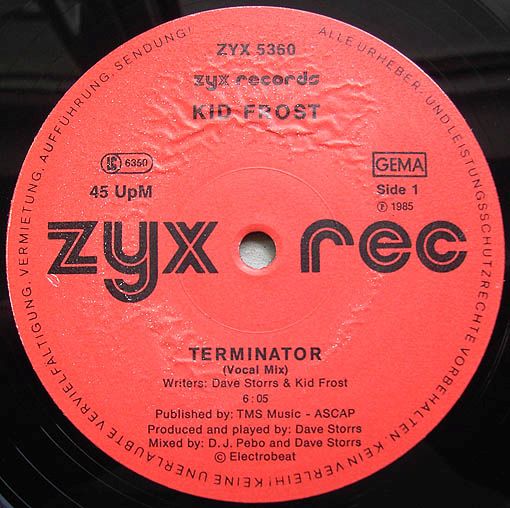 ALLE URHEBER- UND LEISTUNGSSCHUTZRECHTE VORBEHALTEN KEIN VERLEIH! KEINE UNERLAUBTE VERVIELFÄLTIGUNG, VERMIETUNG, AUFFÜHRUNG, SENDUNG!
ZYX 5360
zyx records
KID FROST
LC 6350
GEMA
45 UpM
Side 1
Ⓟ 1985
zyx rec
TERMINATOR
(Vocal Mix)
Writers: Dave Storrs & Kid Frost
6:05
Published by: TMS Music - ASCAP
Produced and played by: Dave Storrs
Mixed by: D.J. Pebo and Dave Storrs
© Electrobeat